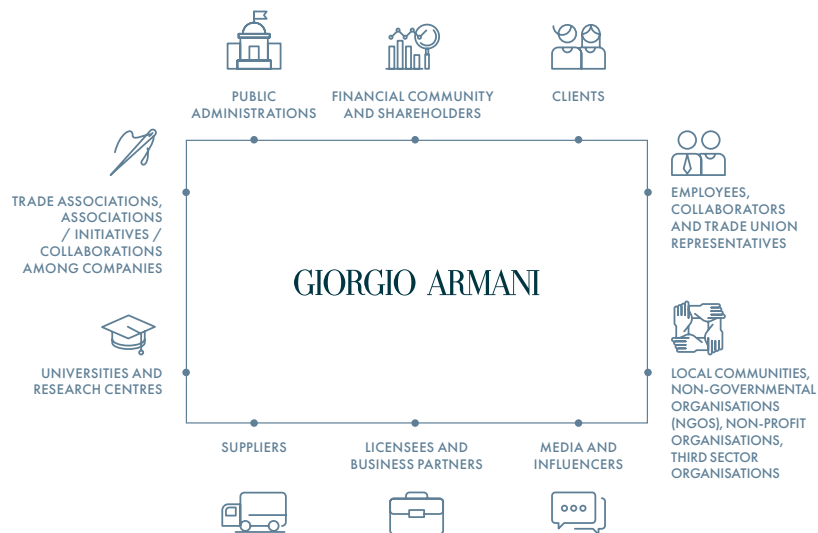 PUBLIC
ADMINISTRATIONS
FINANCIAL COMMUNITY
AND SHAREHOLDERS
CLIENTS
TRADE ASSOCIATIONS,
ASSOCIATIONS
/ INITIATIVES /
COLLABORATIONS
AMONG COMPANIES
EMPLOYEES,
COLLABORATORS
AND TRADE UNION
REPRESENTATIVES
GIORGIO ARMANI
UNIVERSITIES AND
RESEARCH CENTRES
LOCAL COMMUNITIES,
NON-GOVERNMENTAL
ORGANISATIONS
(NGOS), NON-PROFIT
ORGANISATIONS,
THIRD SECTOR
ORGANISATIONS
SUPPLIERS
LICENSEES AND
BUSINESS PARTNERS
MEDIA AND
INFLUENCERS